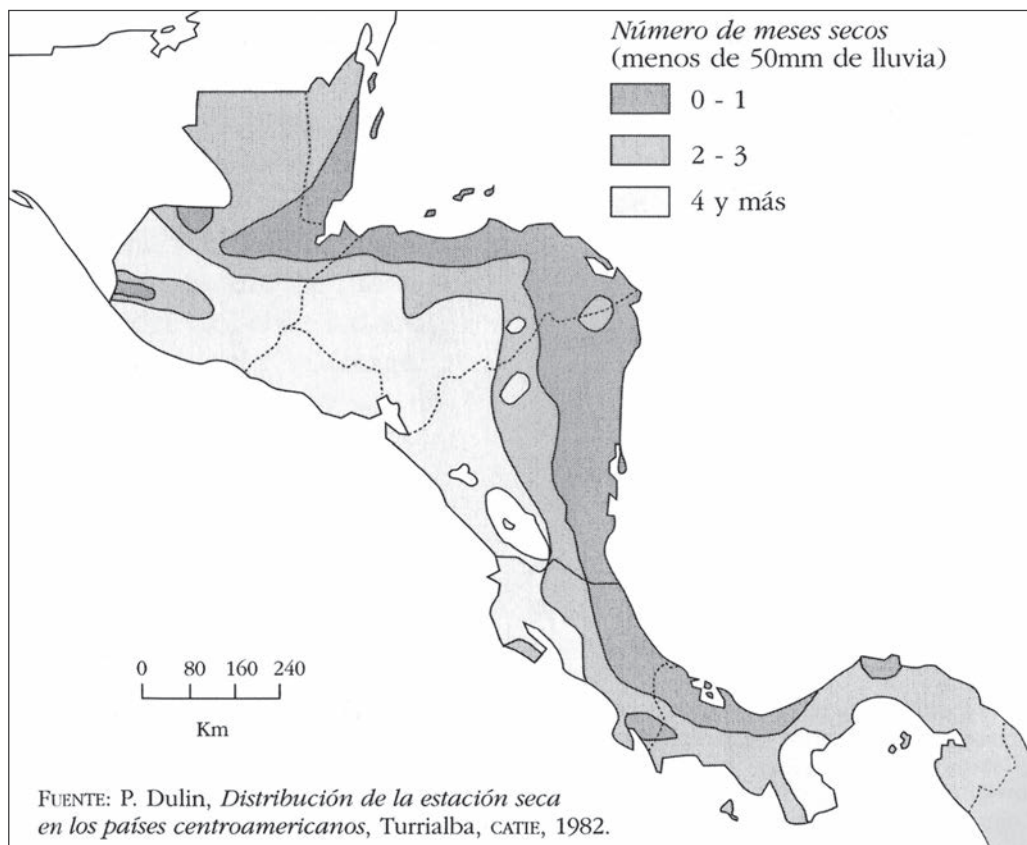 Número de meses secos
(menos de 50mm de lluvia)
0 - 1
2 - 3
4 y más
0 80 160 240
Km
FUENTE: P. Dulin, Distribución de la estación seca
en los países centroamericanos, Turrialba, CATIE, 1982.